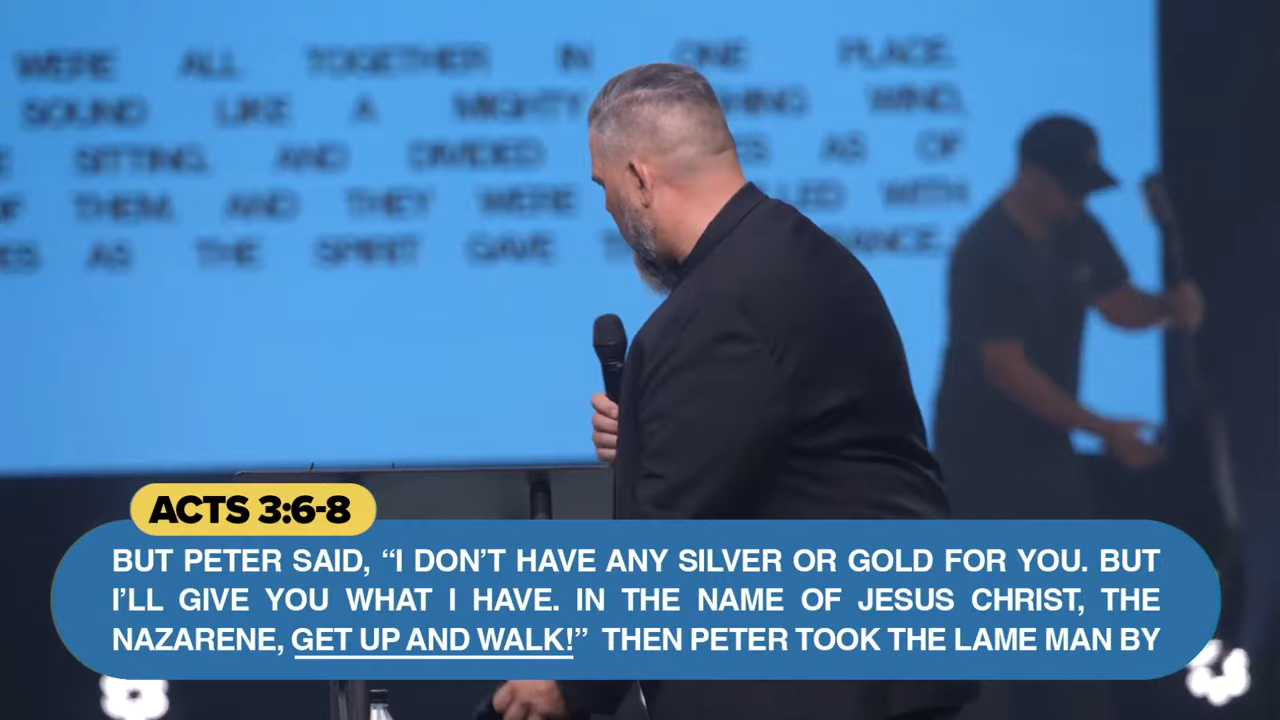 WERE ALL TOGETHER IN ONE PLACE.
SOUND LIKE A MIGHTY WIND,
SITTING. AND DIVIDED AS OF
THEM, AND THEY WERE WITH
AS THE SPIRIT GAVE
ACTS 3:6-8
BUT PETER SAID, “I DON’T HAVE ANY SILVER OR GOLD FOR YOU. BUT
I’LL GIVE YOU WHAT I HAVE. IN THE NAME OF JESUS CHRIST, THE
NAZARENE, GET UP AND WALK!” THEN PETER TOOK THE LAME MAN BY